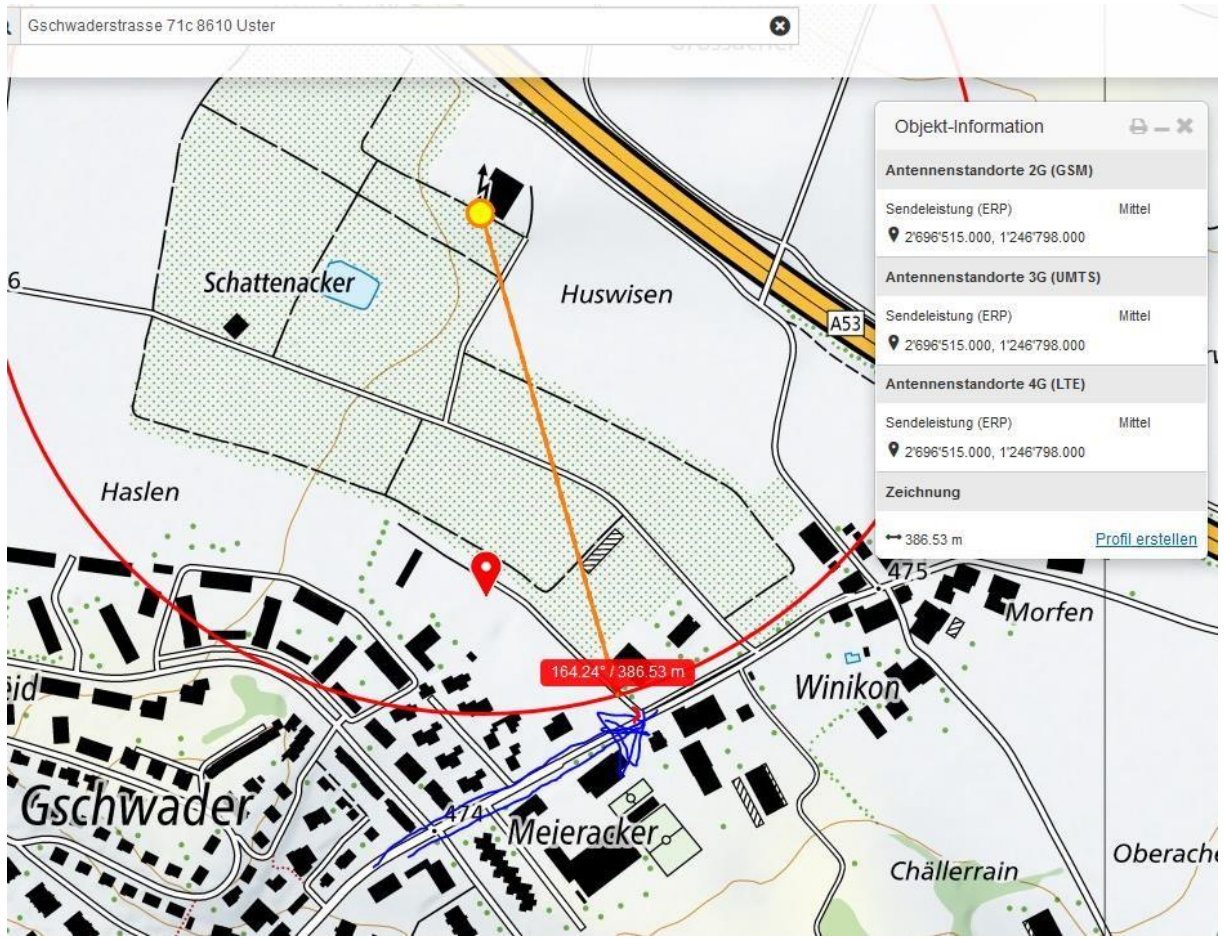 Gschwaderstrasse 71c 8610 Uster
Objekt-Information
Antennenstandorte 2G (GSM)
Sendeleistung (ERP) Mittel
2'696'515.000, 1'246'798.000
Antennenstandorte 3G (UMTS)
Sendeleistung (ERP) Mittel
2'696'515.000, 1'246'798.000
Antennenstandorte 4G (LTE)
Sendeleistung (ERP) Mittel
2'696'515.000, 1'246'798.000
Zeichnung
386.53 m Profil erstellen
Schattenacker
Huswisen
6
A53
Haslen
475
Morfen
164.24° / 386.53 m
eid
Winikon
Gschwader
474
Meieracker
Oberache
Chällerrain